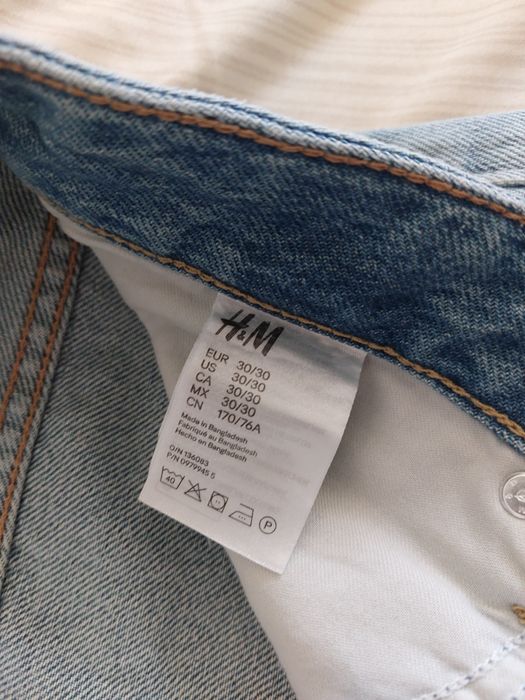 H&M
EUR 30/30
US 30/30
CA 30/30
MX 30/30
CN 170/76A
Made in Bangladesh
Fabriqué au Bangladesh
Hecho en Bangladesh
O/N 136083
P/N 0979945 5
40
P